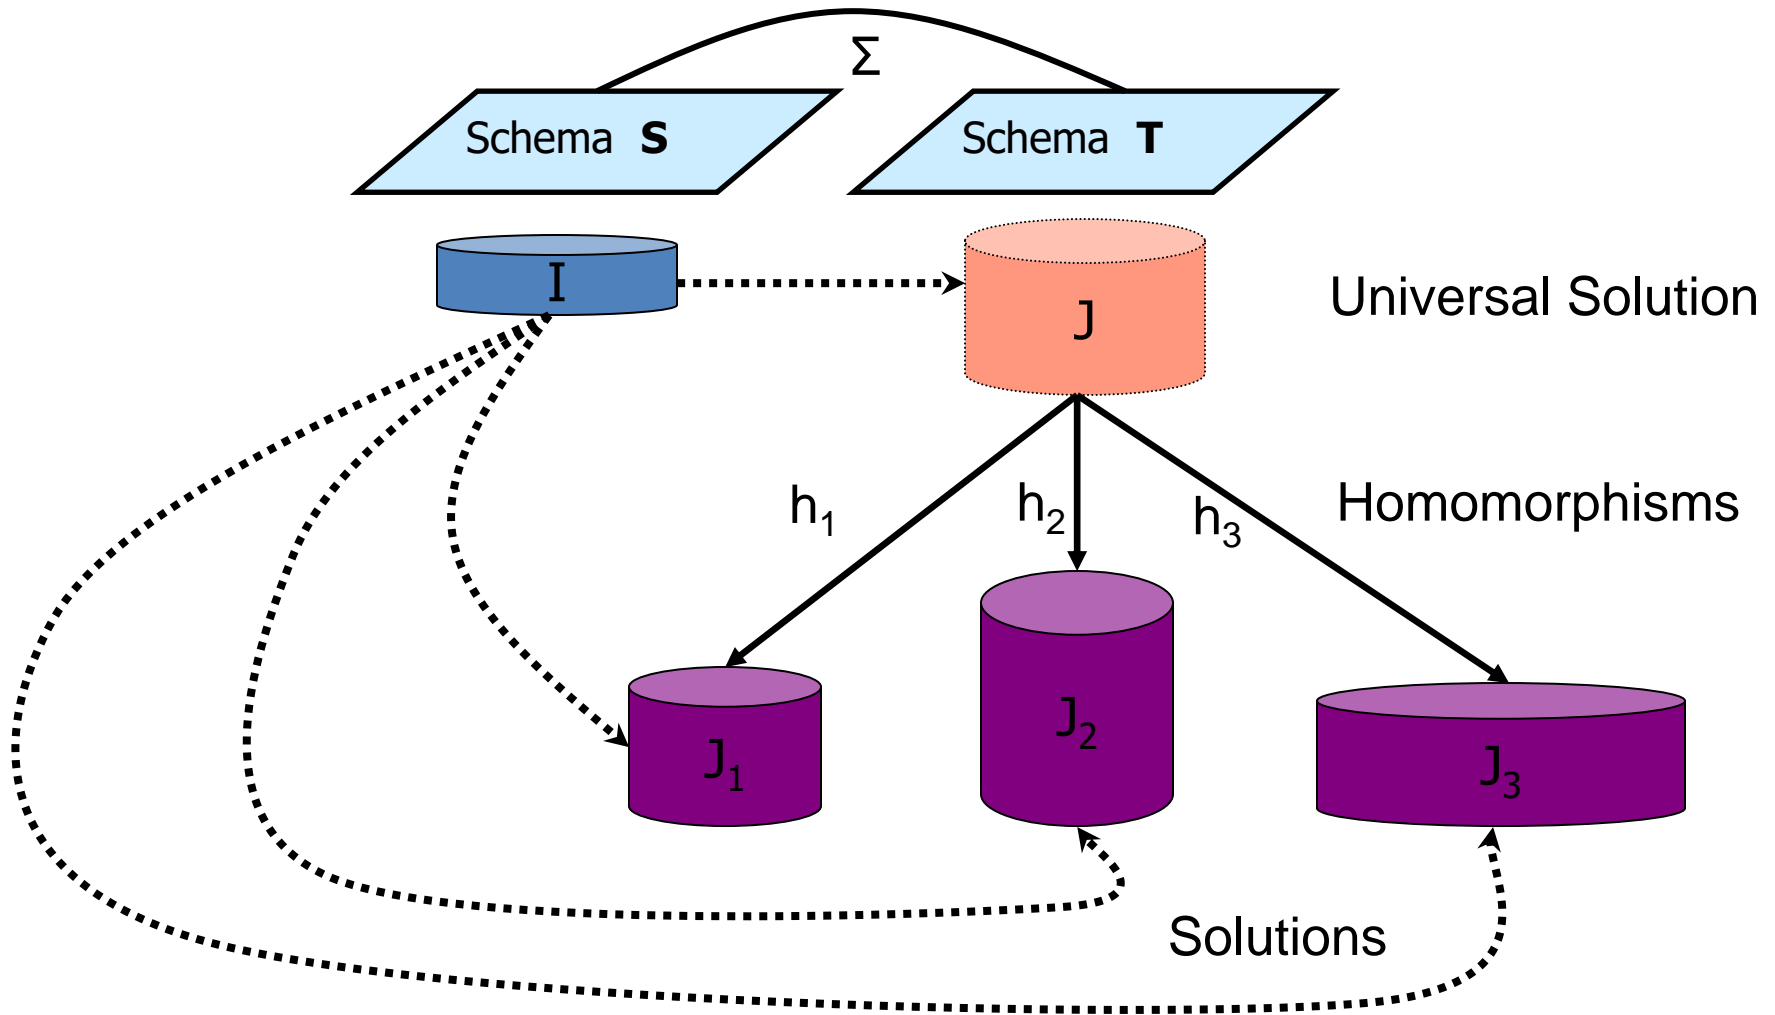 Σ
Schema S
Schema T
I
J
Universal Solution
h₁
h₂
h₃
Homomorphisms
J₁
J₂
J₃
Solutions